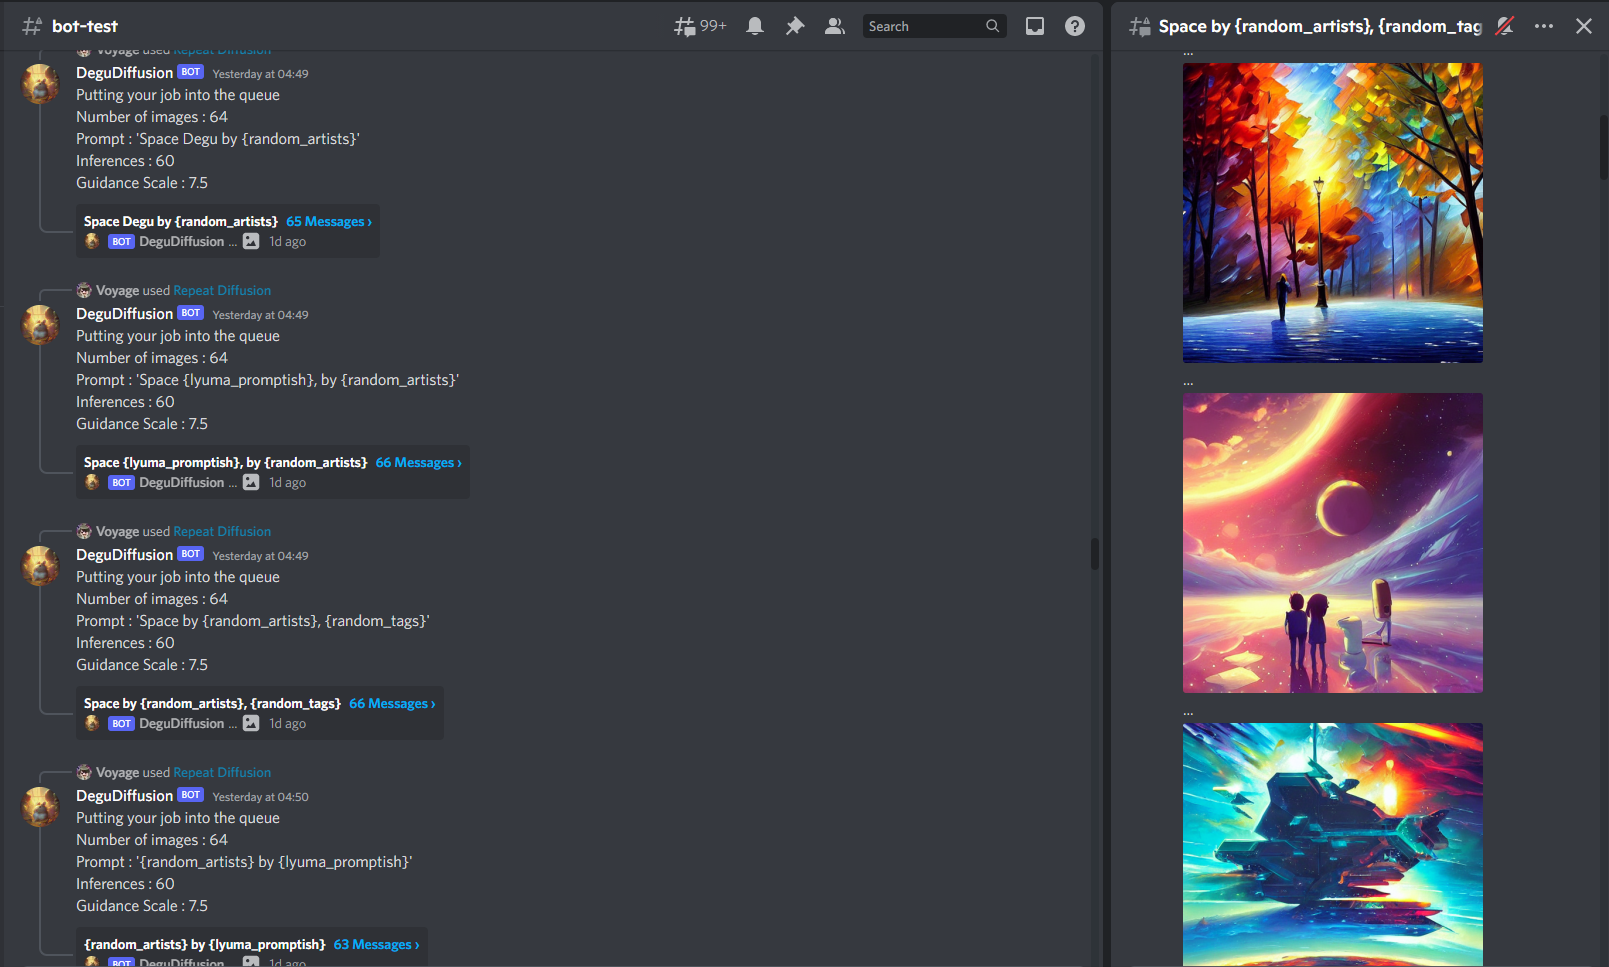 bot-test
99+
Search
Voyage used Repeat Diffusion
DeguDiffusion BOT Yesterday at 04:49
Putting your job into the queue
Number of images : 64
Prompt : 'Space Degu by {random_artists}'
Inferences : 60
Guidance Scale : 7.5
Space Degu by {random_artists} 65 Messages ›
BOT DeguDiffusion ... 1d ago
Voyage used Repeat Diffusion
DeguDiffusion BOT Yesterday at 04:49
Putting your job into the queue
Number of images : 64
Prompt : 'Space {lyuma_promptish}, by {random_artists}'
Inferences : 60
Guidance Scale : 7.5
Space {lyuma_promptish}, by {random_artists} 66 Messages ›
BOT DeguDiffusion ... 1d ago
Voyage used Repeat Diffusion
DeguDiffusion BOT Yesterday at 04:49
Putting your job into the queue
Number of images : 64
Prompt : 'Space by {random_artists}, {random_tags}'
Inferences : 60
Guidance Scale : 7.5
Space by {random_artists}, {random_tags} 66 Messages ›
BOT DeguDiffusion ... 1d ago
Voyage used Repeat Diffusion
DeguDiffusion BOT Yesterday at 04:50
Putting your job into the queue
Number of images : 64
Prompt : '{random_artists} by {lyuma_promptish}'
Inferences : 60
Guidance Scale : 7.5
{random_artists} by {lyuma_promptish} 63 Messages ›
BOT DeguDiffusion ... 1d ago
Space by {random_artists}, {random_tag
...
...
...